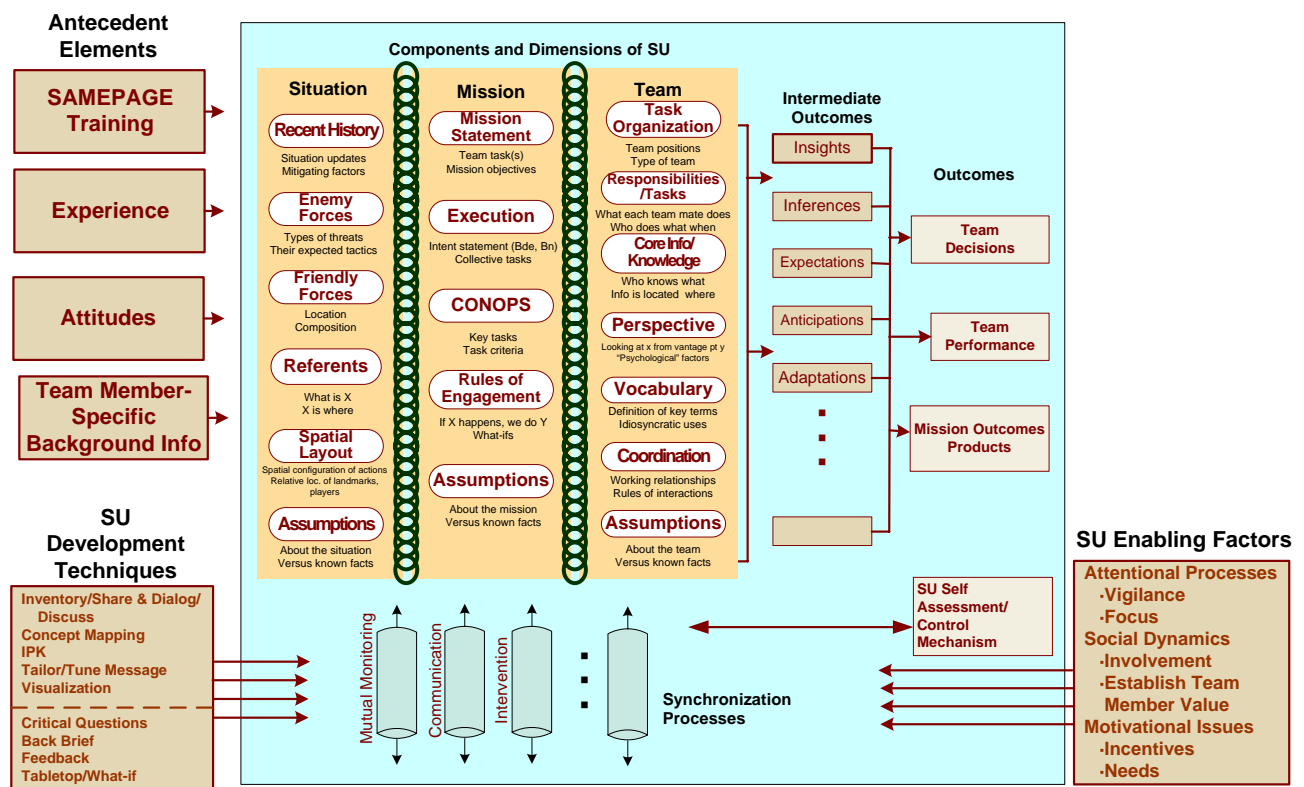 Antecedent
Elements
SAMEPAGE
Training
Experience
Attitudes
Team Member-
Specific
Background Info
SU
Development
Techniques
Inventory/Share & Dialog/
Discuss
Concept Mapping
IPK
Tailor/Tune Message
Visualization
Critical Questions
Back Brief
Feedback
Tabletop/What-if
Components and Dimensions of SU
Situation
Recent History
Situation updates
Mitigating factors
Enemy
Forces
Types of threats
Their expected tactics
Friendly
Forces
Location
Composition
Referents
What is X
X is where
Spatial
Layout
Spatial configuration of actions
Relative loc. of landmarks,
players
Assumptions
About the situation
Versus known facts
Mission
Mission
Statement
Team task(s)
Mission objectives
Execution
Intent statement (Bde, Bn)
Collective tasks
CONOPS
Key tasks
Task criteria
Rules of
Engagement
If X happens, we do Y
What-ifs
Assumptions
About the mission
Versus known facts
Team
Task
Organization
Team positions
Type of team
Responsibilities
/Tasks
What each team mate does
Who does what when
Core Info/
Knowledge
Who knows what
Info is located where
Perspective
Looking at x from vantage pt y
“Psychological” factors
Vocabulary
Definition of key terms
Idiosyncratic uses
Coordination
Working relationships
Rules of interactions
Assumptions
About the team
Versus known facts
Intermediate
Outcomes
Insights
Inferences
Expectations
Anticipations
Adaptations
Outcomes
Team
Decisions
Team
Performance
Mission Outcomes
Products
SU Self
Assessment/
Control
Mechanism
Mutual Monitoring
Communication
Intervention
Synchronization
Processes
SU Enabling Factors
Attentional Processes
·Vigilance
·Focus
Social Dynamics
·Involvement
·Establish Team
Member Value
Motivational Issues
·Incentives
·Needs